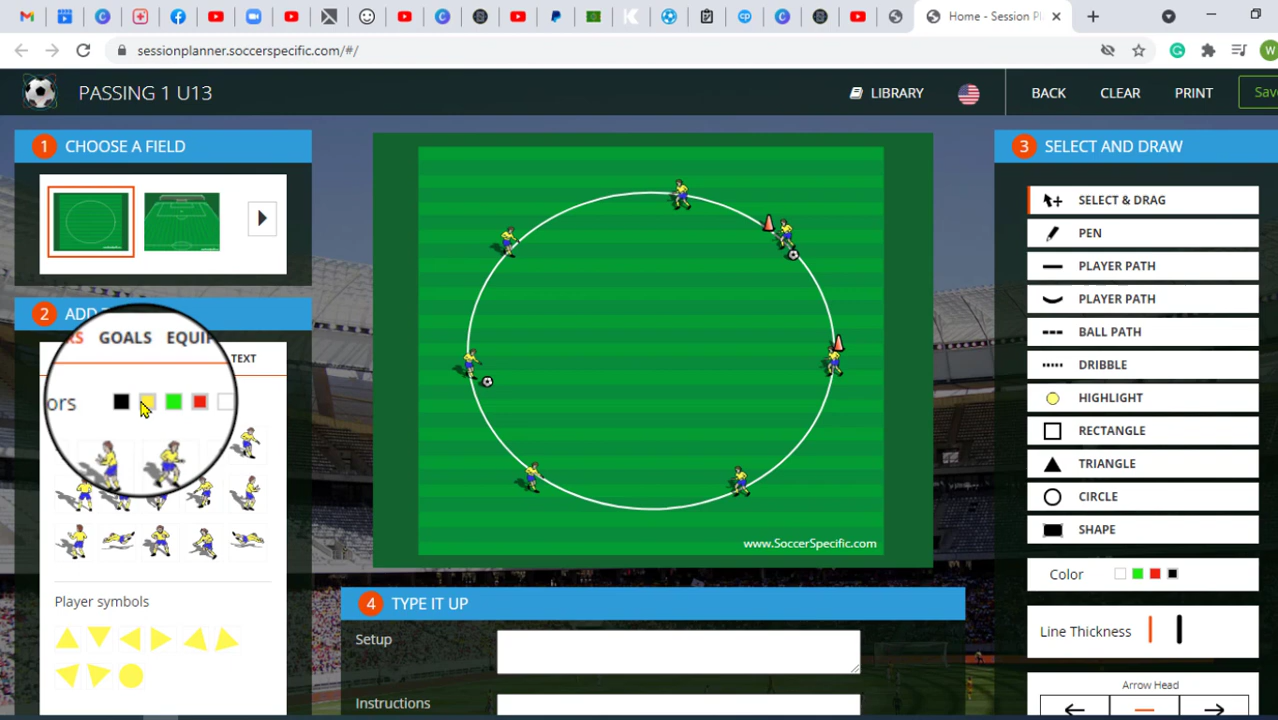 Home - Session Pl
sessionplanner.soccerspecific.com/#/
W
PASSING 1 U13
LIBRARY
BACK
CLEAR
PRINT
Sav
1 CHOOSE A FIELD
2 ADD
RS GOALS EQUIP
TEXT
ors
Player symbols
www.SoccerSpecific.com
4 TYPE IT UP
Setup
Instructions
3 SELECT AND DRAW
SELECT & DRAG
PEN
PLAYER PATH
PLAYER PATH
BALL PATH
DRIBBLE
HIGHLIGHT
RECTANGLE
TRIANGLE
CIRCLE
SHAPE
Color
Line Thickness
Arrow Head